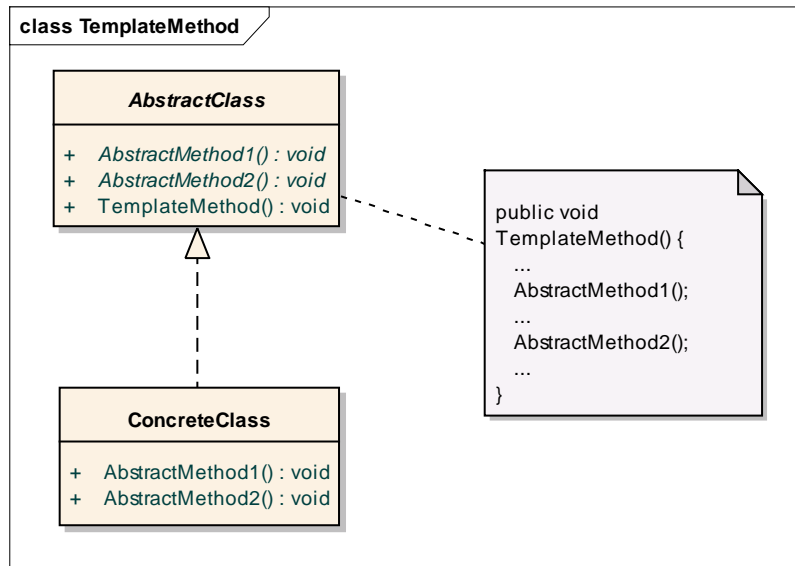 class TemplateMethod
AbstractClass
+ AbstractMethod1() : void
+ AbstractMethod2() : void
+ TemplateMethod() : void
public void
TemplateMethod() {
...
AbstractMethod1();
...
AbstractMethod2();
...
}
ConcreteClass
+ AbstractMethod1() : void
+ AbstractMethod2() : void